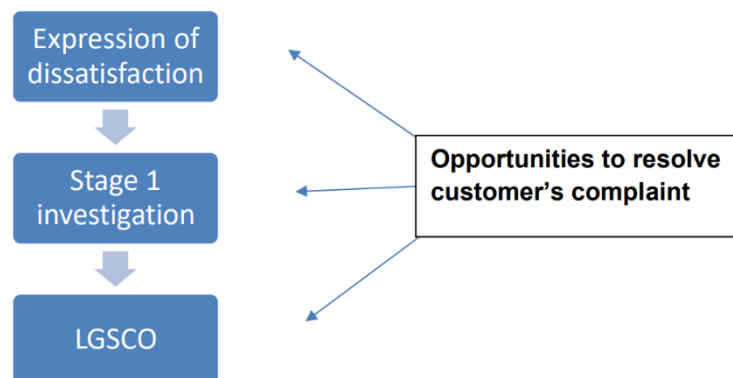 Expression of
dissatisfaction
Stage 1
investigation
LGSCO
Opportunities to resolve
customer's complaint